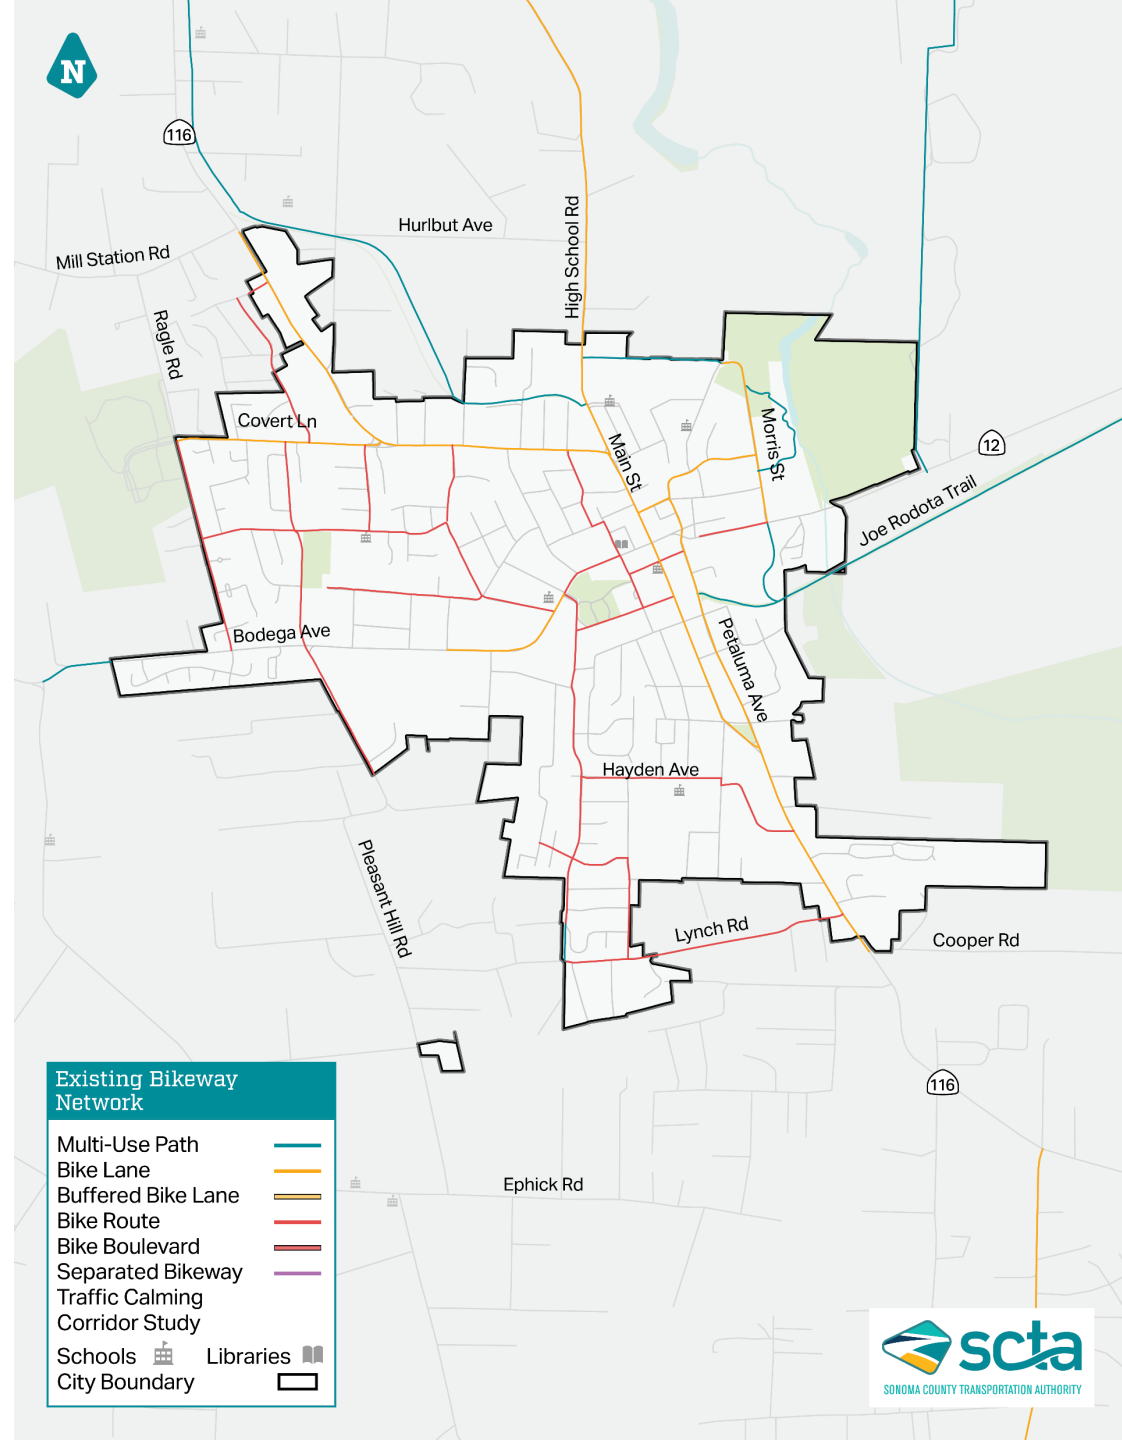 N
116
Hurlbut Ave
High School Rd
Mill Station Rd
Ragle Rd
Covert Ln
Main St
Morris St
12
Joe Rodota Trail
Bodega Ave
Petaluma Ave
Hayden Ave
Pleasant Hill Rd
Lynch Rd
Cooper Rd
116
Ephick Rd
Existing Bikeway
Network
Multi-Use Path
Bike Lane
Buffered Bike Lane
Bike Route
Bike Boulevard
Separated Bikeway
Traffic Calming
Corridor Study
Schools Libraries
City Boundary
scta
SONOMA COUNTY TRANSPORTATION AUTHORITY